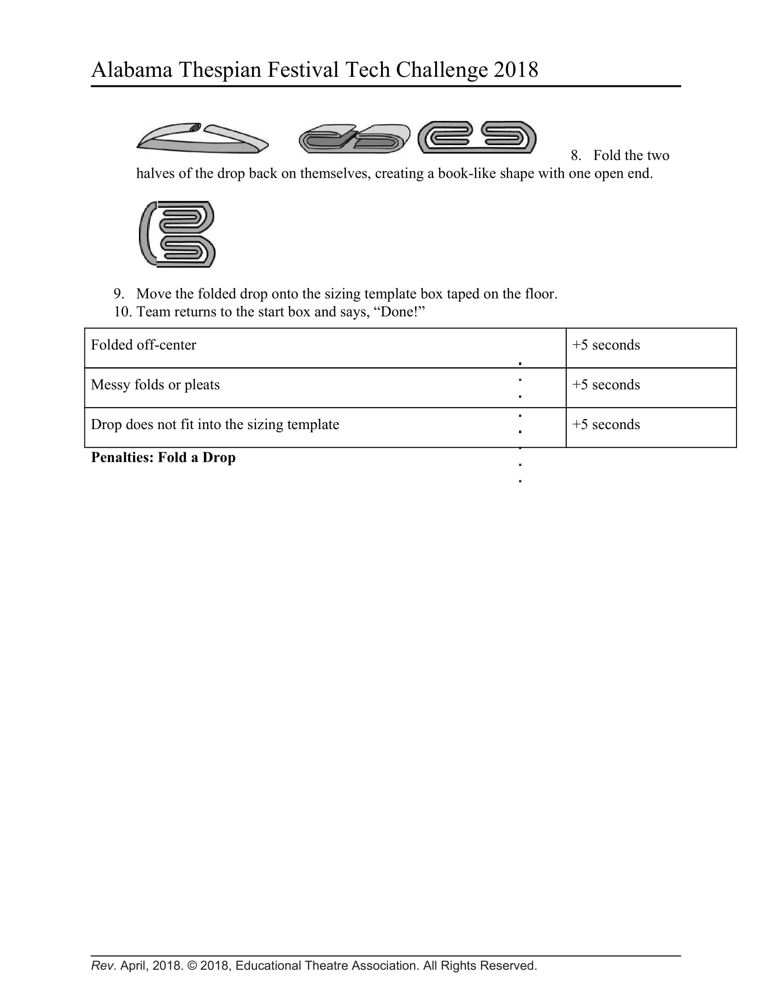 Alabama Thespian Festival Tech Challenge 2018
8. Fold the two
halves of the drop back on themselves, creating a book-like shape with one open end.
9. Move the folded drop onto the sizing template box taped on the floor.
10. Team returns to the start box and says, “Done!”
Folded off-center +5 seconds
Messy folds or pleats +5 seconds
Drop does not fit into the sizing template +5 seconds
Penalties: Fold a Drop
Rev. April, 2018. © 2018, Educational Theatre Association. All Rights Reserved.